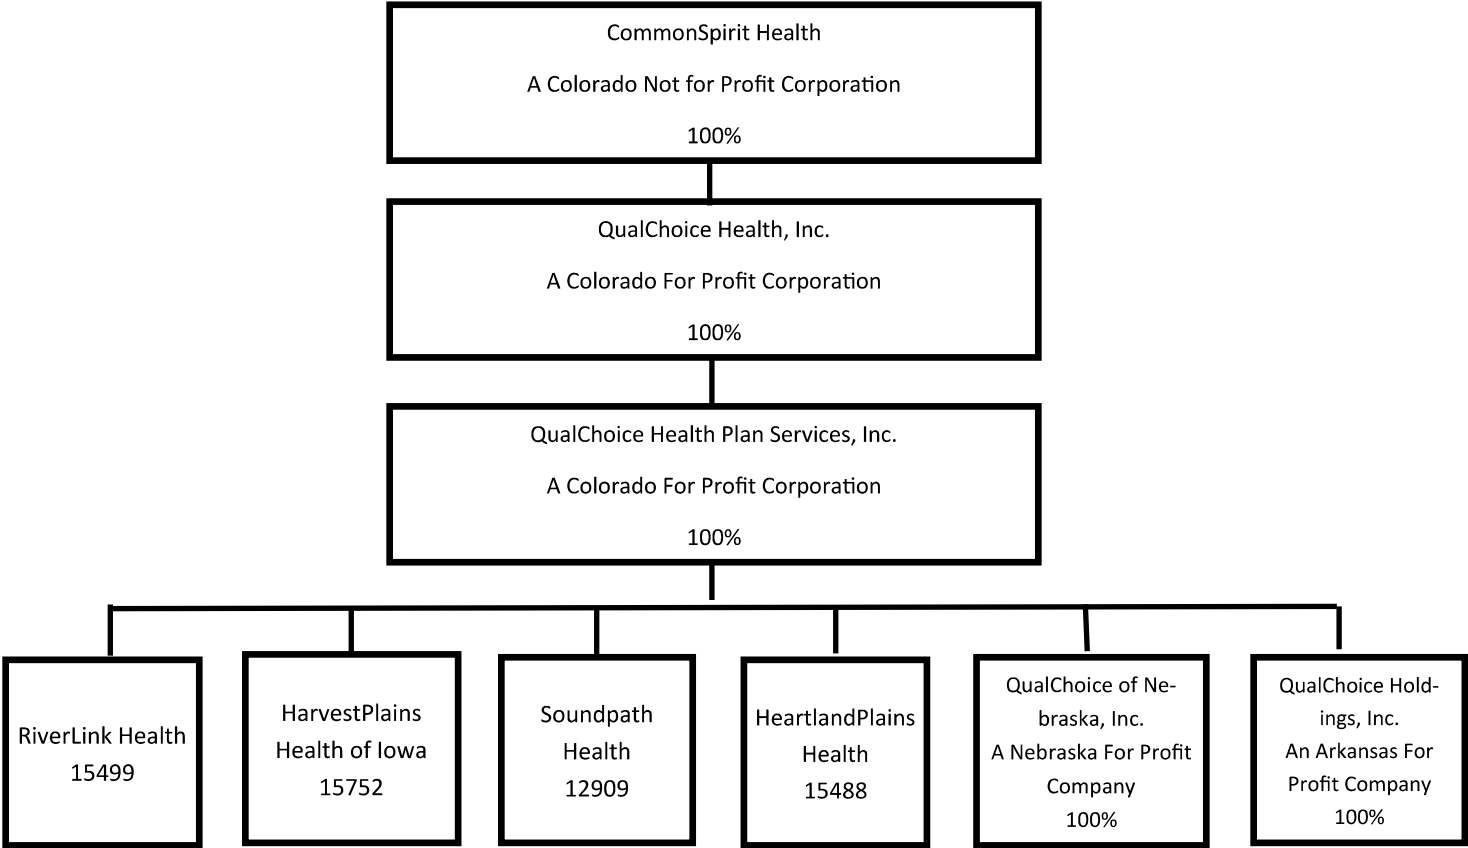 CommonSpirit Health
A Colorado Not for Profit Corporation
100%
QualChoice Health, Inc.
A Colorado For Profit Corporation
100%
QualChoice Health Plan Services, Inc.
A Colorado For Profit Corporation
100%
RiverLink Health
15499
HarvestPlains
Health of Iowa
15752
Soundpath
Health
12909
HeartlandPlains
Health
15488
QualChoice of Ne-
braska, Inc.
A Nebraska For Profit
Company
100%
QualChoice Hold-
ings, Inc.
An Arkansas For
Profit Company
100%